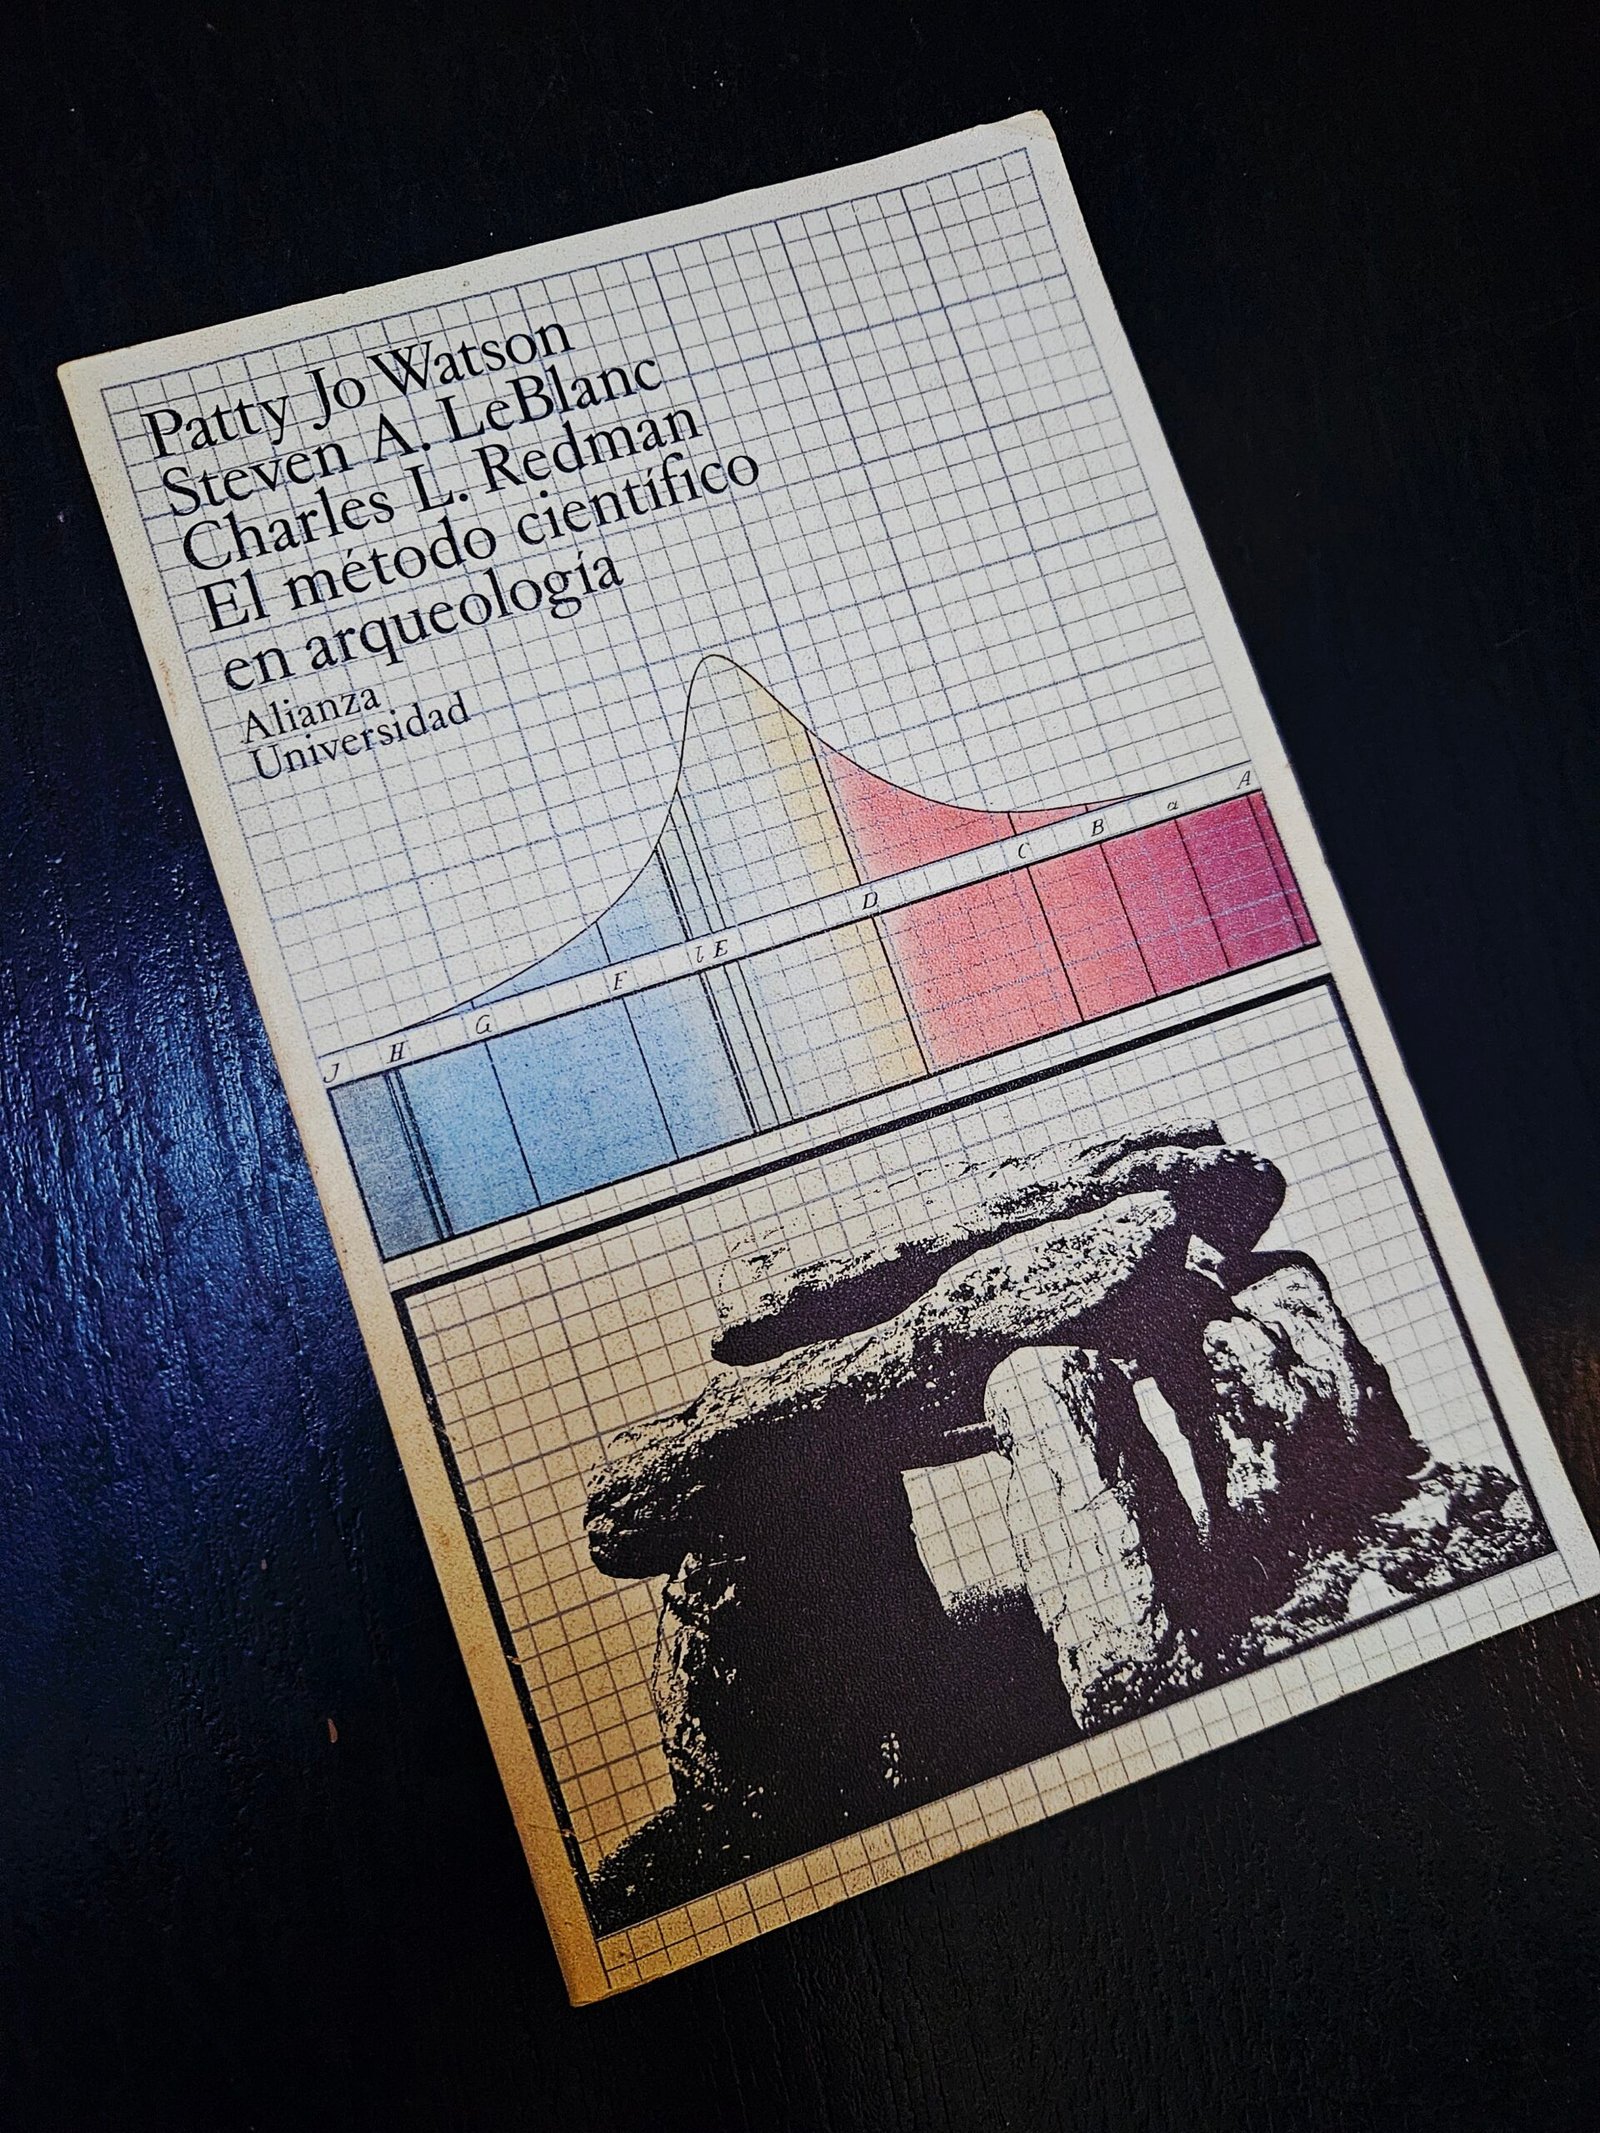 Patty Jo Watson
Steven A. LeBlanc
Charles L. Redman
El método científico
en arqueología
Alianza
Universidad
J H G F b E D C B a A